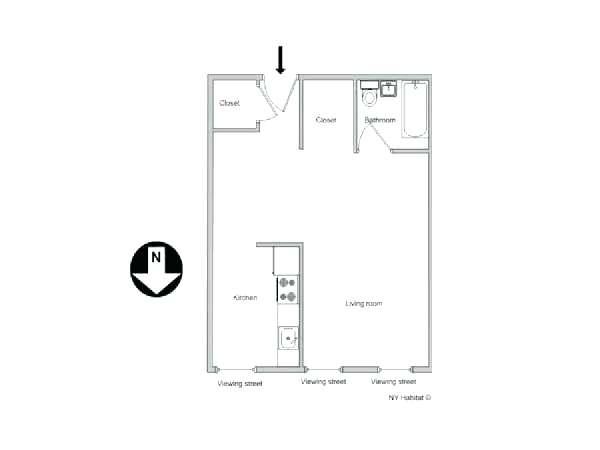 Closet
Closet
Bathroom
N
Kitchen
Living room
Viewing street
Viewing street
Viewing street
NY Habitat ©